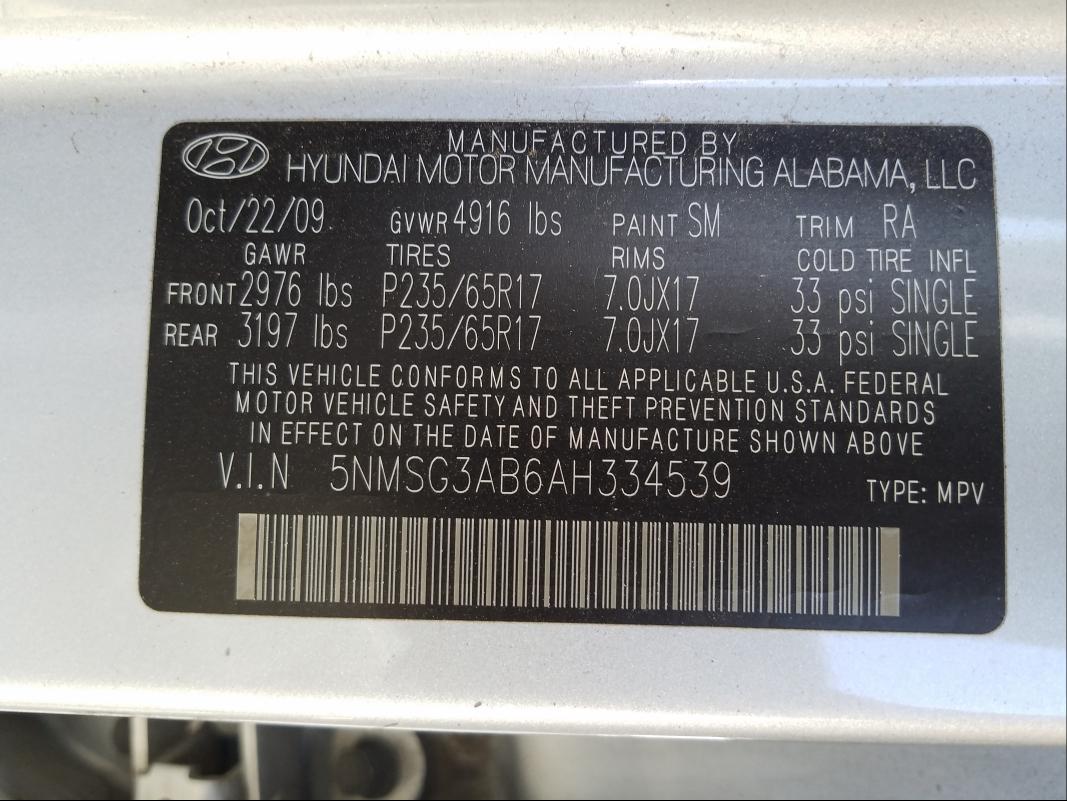 MANUFACTURED BY
HYUNDAI MOTOR MANUFACTURING ALABAMA, LLC
Oct/22/09 GVWR 4916 lbs PAINT SM TRIM RA
GAWR TIRES RIMS COLD TIRE INFL
FRONT 2976 lbs P235/65R17 7.0JX17 33 psi SINGLE
REAR 3197 lbs P235/65R17 7.0JX17 33 psi SINGLE
THIS VEHICLE CONFORMS TO ALL APPLICABLE U.S.A. FEDERAL
MOTOR VEHICLE SAFETY AND THEFT PREVENTION STANDARDS
IN EFFECT ON THE DATE OF MANUFACTURE SHOWN ABOVE
V.I.N 5NMSG3AB6AH334539 TYPE: MPV